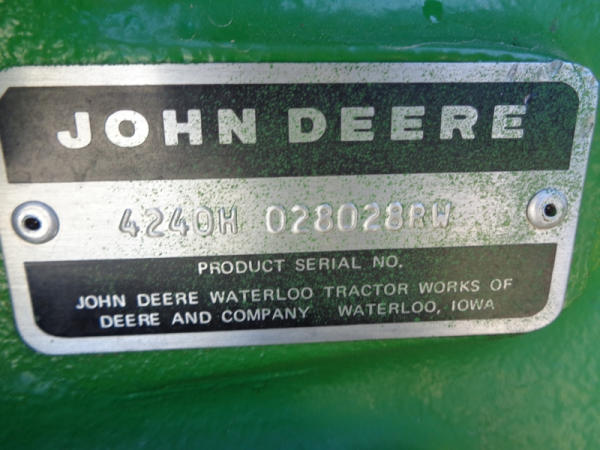 JOHN DEERE
4240H 028028RW
PRODUCT SERIAL NO.
JOHN DEERE WATERLOO TRACTOR WORKS OF
DEERE AND COMPANY WATERLOO, IOWA